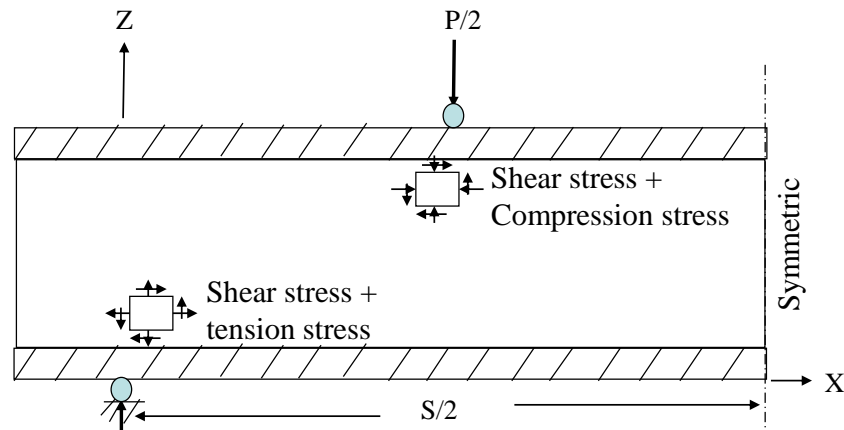 Z
P/2
Shear stress +
Compression stress
Symmetric
Shear stress +
tension stress
X
S/2